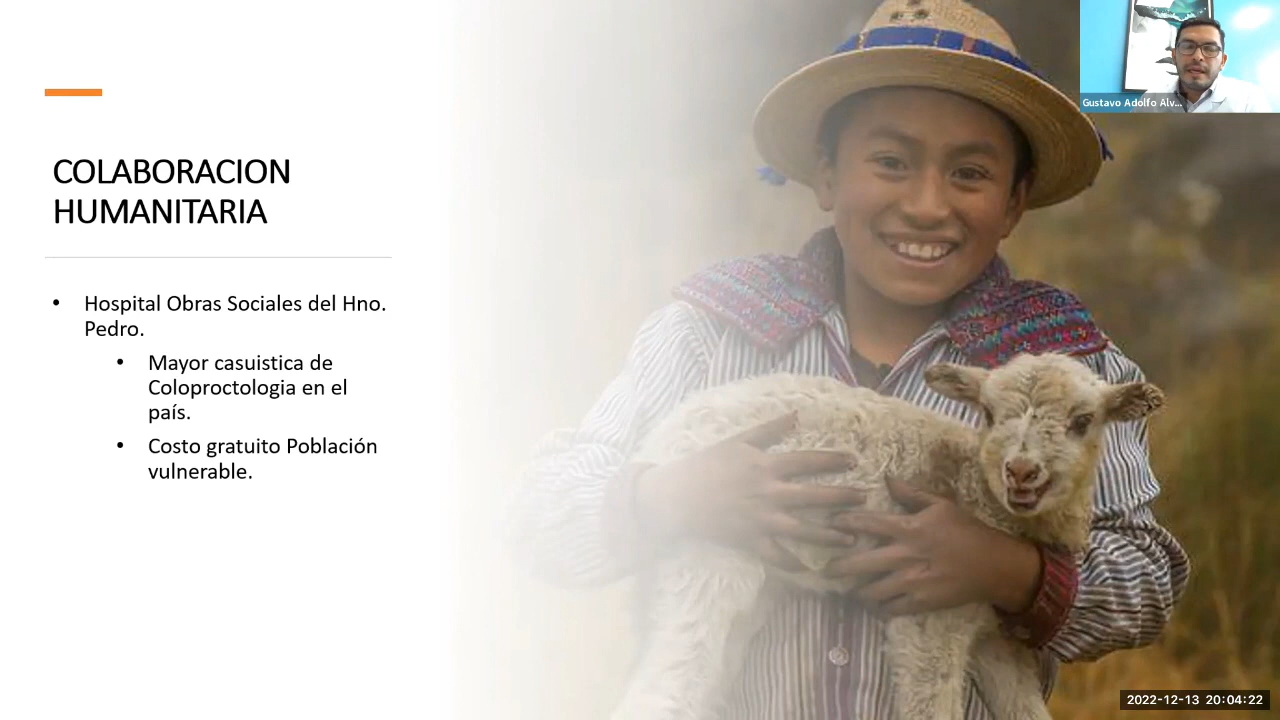 COLABORACION
HUMANITARIA
• Hospital Obras Sociales del Hno.
Pedro.
• Mayor casuistica de
Coloproctologia en el
país.
• Costo gratuito Población
vulnerable.
Gustavo Adolfo Alv...
2022-12-13 20:04:22